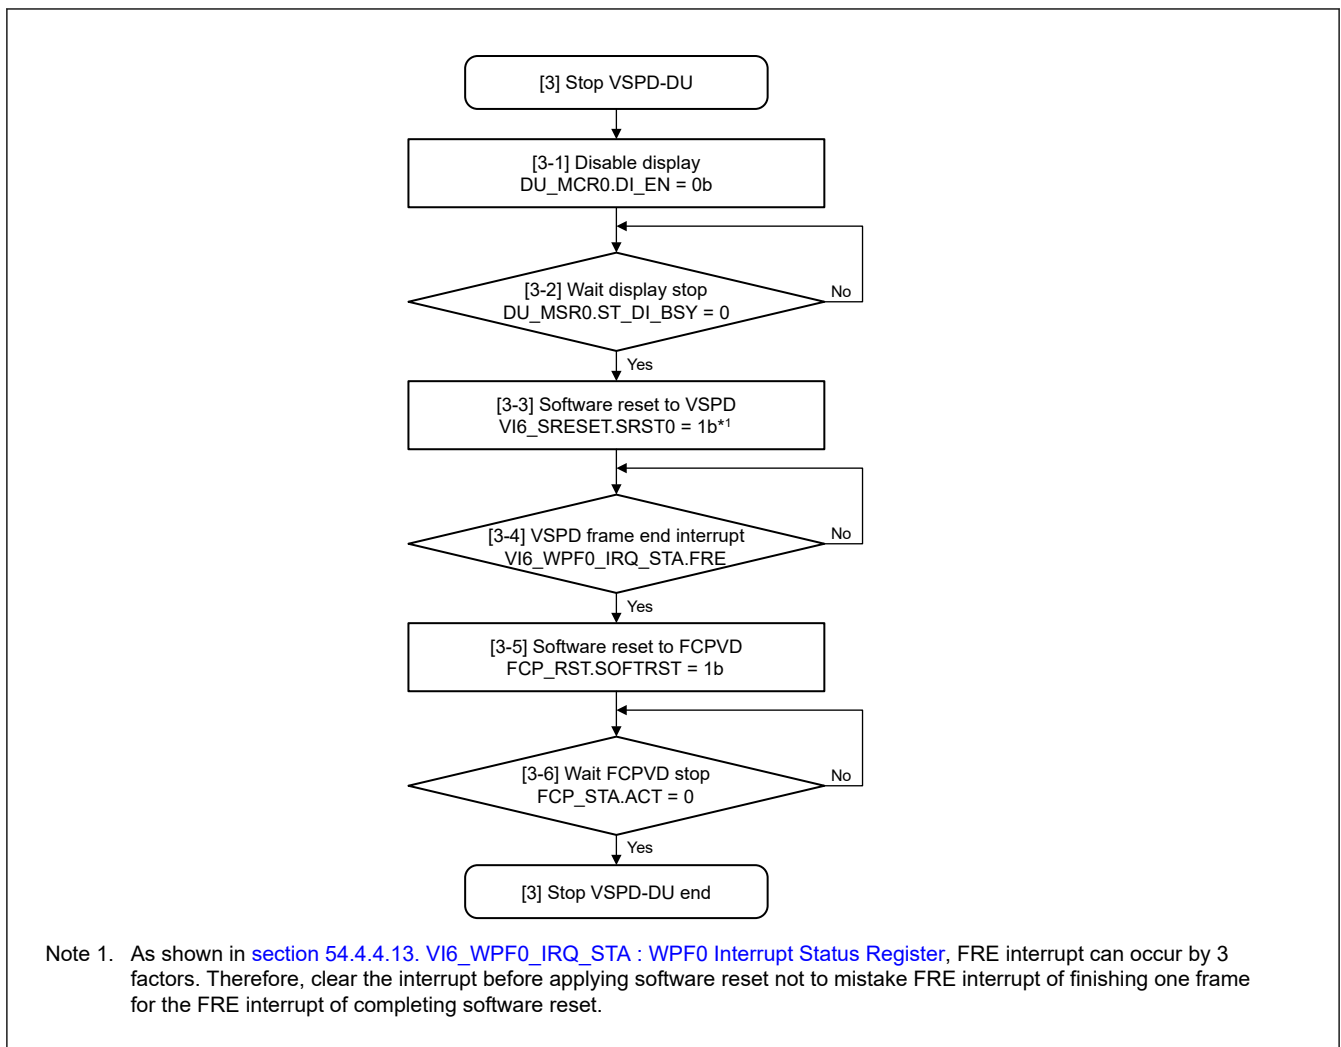 [3] Stop VSPD-DU
[3-1] Disable display
DU_MCR0.DI_EN = 0b
[3-2] Wait display stop
DU_MSR0.ST_DI_BSY = 0
No
Yes
[3-3] Software reset to VSPD
VI6_SRESET.SRST0 = 1b*1
[3-4] VSPD frame end interrupt
VI6_WPF0_IRQ_STA.FRE
No
Yes
[3-5] Software reset to FCPVD
FCP_RST.SOFTRST = 1b
[3-6] Wait FCPVD stop
FCP_STA.ACT = 0
No
Yes
[3] Stop VSPD-DU end
Note 1. As shown in section 54.4.4.13. VI6_WPF0_IRQ_STA : WPF0 Interrupt Status Register, FRE interrupt can occur by 3
factors. Therefore, clear the interrupt before applying software reset not to mistake FRE interrupt of finishing one frame
for the FRE interrupt of completing software reset.